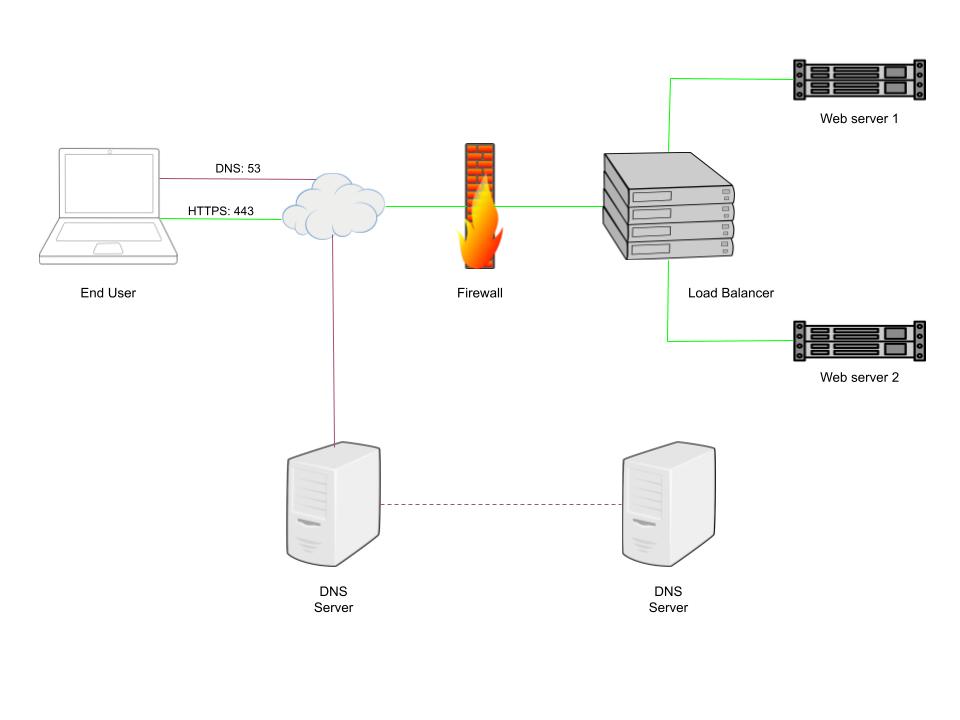 Web server 1
DNS: 53
HTTPS: 443
End User
Firewall
Load Balancer
Web server 2
DNS
Server
DNS
Server